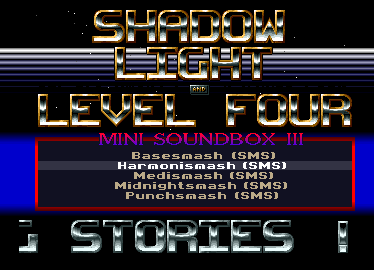 SHADOW
LIGHT
AND
LEVEL FOUR
MINI SOUNDBOX III
Basesmash (SMS)
Harmonismash (SMS)
Medismash (SMS)
Midnightsmash (SMS)
Punchsmash (SMS)
STORIES !